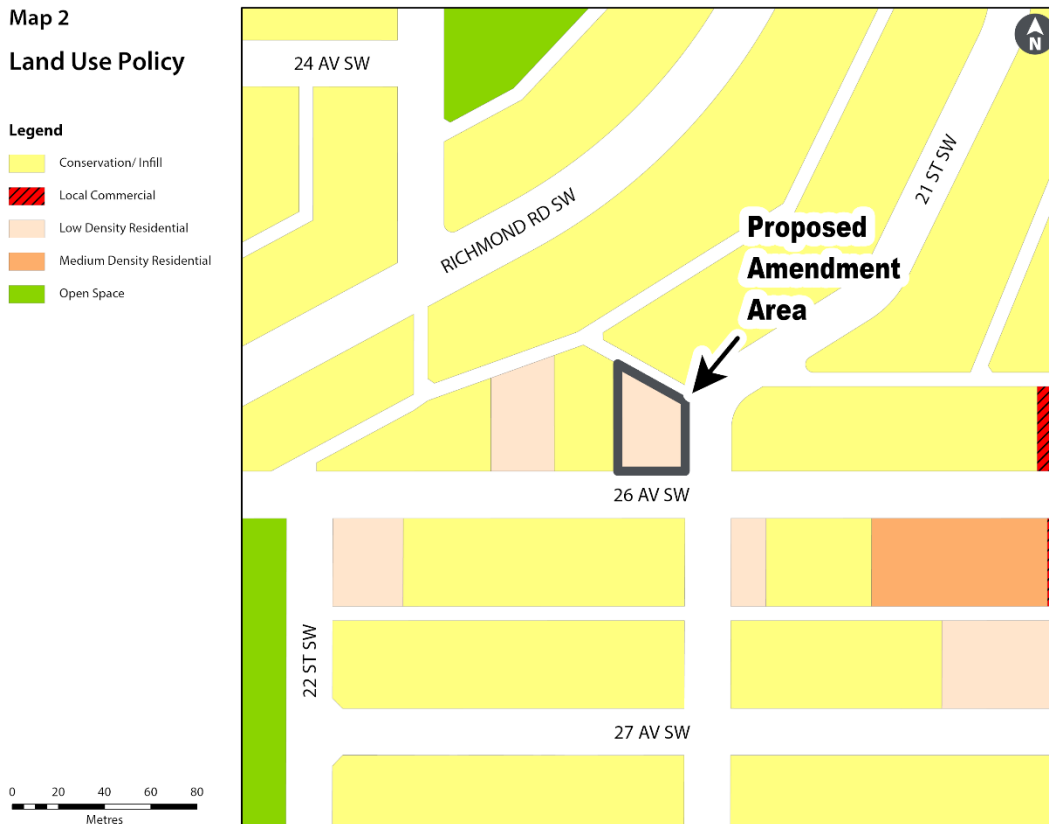 Map 2
Land Use Policy
Legend
Conservation/ Infill
Local Commercial
Low Density Residential
Medium Density Residential
Open Space
0 20 40 60 80
Metres
N
24 AV SW
RICHMOND RD SW
21 ST SW
Proposed
Amendment
Area
26 AV SW
22 ST SW
27 AV SW